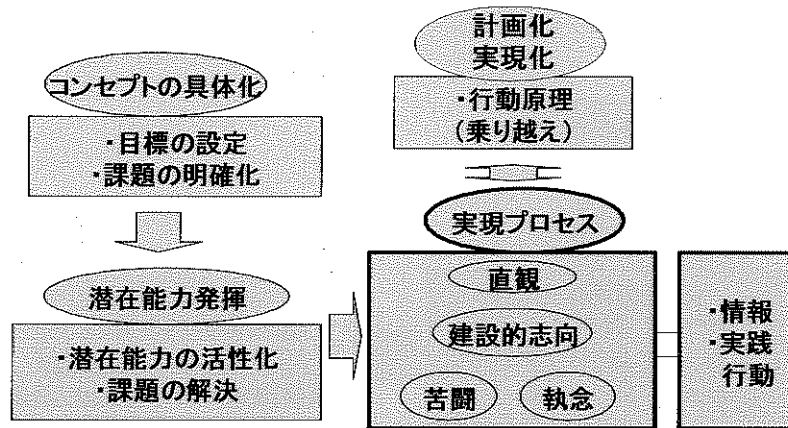 コンセプトの具体化
・目標の設定
・課題の明確化
潜在能力発揮
・潜在能力の活性化
・課題の解決
計画化
実現化
・行動原理
(乗り越え)
実現プロセス
直観
建設的志向
苦闘
執念
・情報
・実践
行動